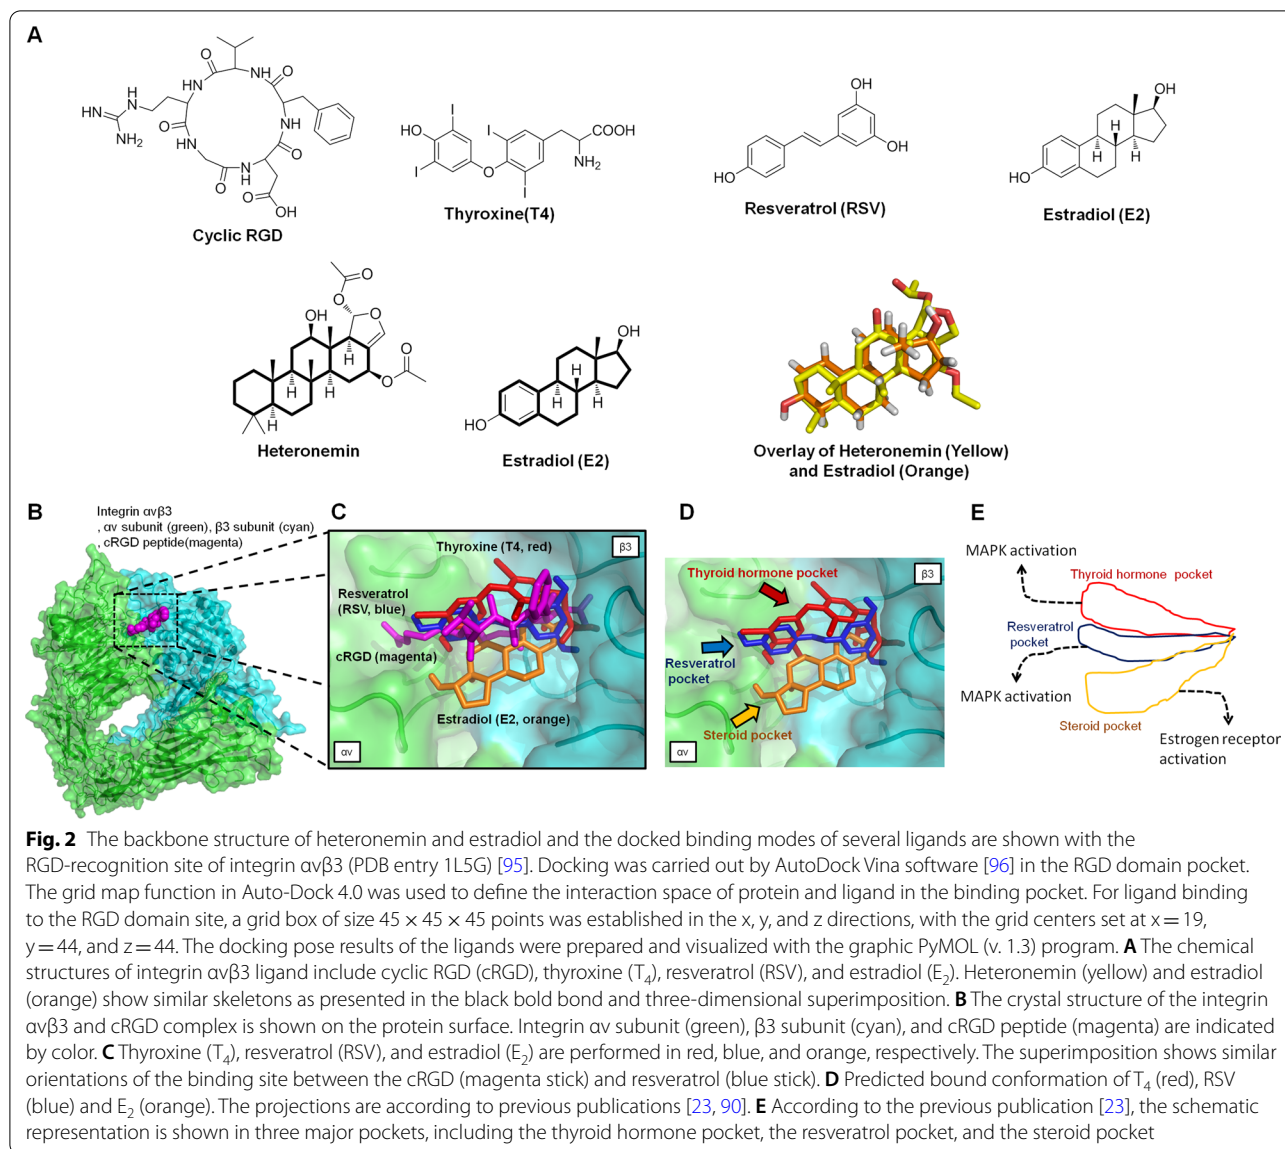 A
O
NH
O
HN
H
N
HN
NH
NH2
O
NH
HN
O
O
N
H
O
O
OH
Cyclic RGD
I
HO
I
I
O
I
COOH
NH2
Thyroxine(T4)
OH
OH
HO
Resveratrol (RSV)
OH
H
H
H
HO
Estradiol (E2)
O
O
O
OH
H
O
O
H
H
H
Heteronemin
OH
H
H
H
HO
Estradiol (E2)
Overlay of Heteronemin (Yellow)
and Estradiol (Orange)
B
Integrin αvβ3
, αv subunit (green), β3 subunit (cyan)
, cRGD peptide(magenta)
C
Thyroxine (T4, red)
β3
Resveratrol
(RSV, blue)
cRGD (magenta)
Estradiol (E2, orange)
αv
D
β3
Thyroid hormone pocket
Resveratrol
pocket
Steroid pocket
αv
E
MAPK activation
Thyroid hormone pocket
Resveratrol
pocket
MAPK activation
Steroid pocket
Estrogen receptor
activation
Fig. 2 The backbone structure of heteronemin and estradiol and the docked binding modes of several ligands are shown with the
RGD-recognition site of integrin αvβ3 (PDB entry 1L5G) [95]. Docking was carried out by AutoDock Vina software [96] in the RGD domain pocket.
The grid map function in Auto-Dock 4.0 was used to define the interaction space of protein and ligand in the binding pocket. For ligand binding
to the RGD domain site, a grid box of size 45 × 45 × 45 points was established in the x, y, and z directions, with the grid centers set at x = 19,
y = 44, and z = 44. The docking pose results of the ligands were prepared and visualized with the graphic PyMOL (v. 1.3) program. A The chemical
structures of integrin αvβ3 ligand include cyclic RGD (cRGD), thyroxine (T4), resveratrol (RSV), and estradiol (E2). Heteronemin (yellow) and estradiol
(orange) show similar skeletons as presented in the black bold bond and three-dimensional superimposition. B The crystal structure of the integrin
αvβ3 and cRGD complex is shown on the protein surface. Integrin αv subunit (green), β3 subunit (cyan), and cRGD peptide (magenta) are indicated
by color. C Thyroxine (T4), resveratrol (RSV), and estradiol (E2) are performed in red, blue, and orange, respectively. The superimposition shows similar
orientations of the binding site between the cRGD (magenta stick) and resveratrol (blue stick). D Predicted bound conformation of T4 (red), RSV
(blue) and E2 (orange). The projections are according to previous publications [23, 90]. E According to the previous publication [23], the schematic
representation is shown in three major pockets, including the thyroid hormone pocket, the resveratrol pocket, and the steroid pocket